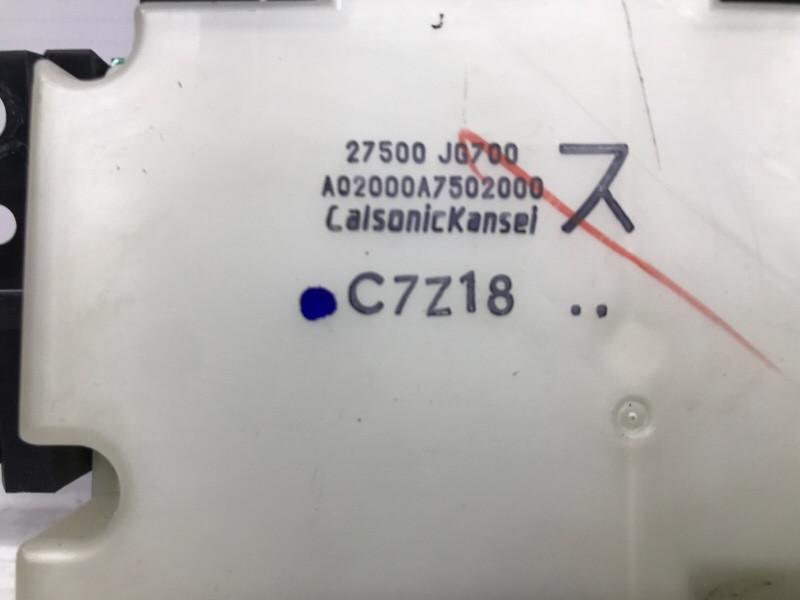 27500 JG700 ス
A02000A7502000
CalsonicKansei
C7Z18 ..